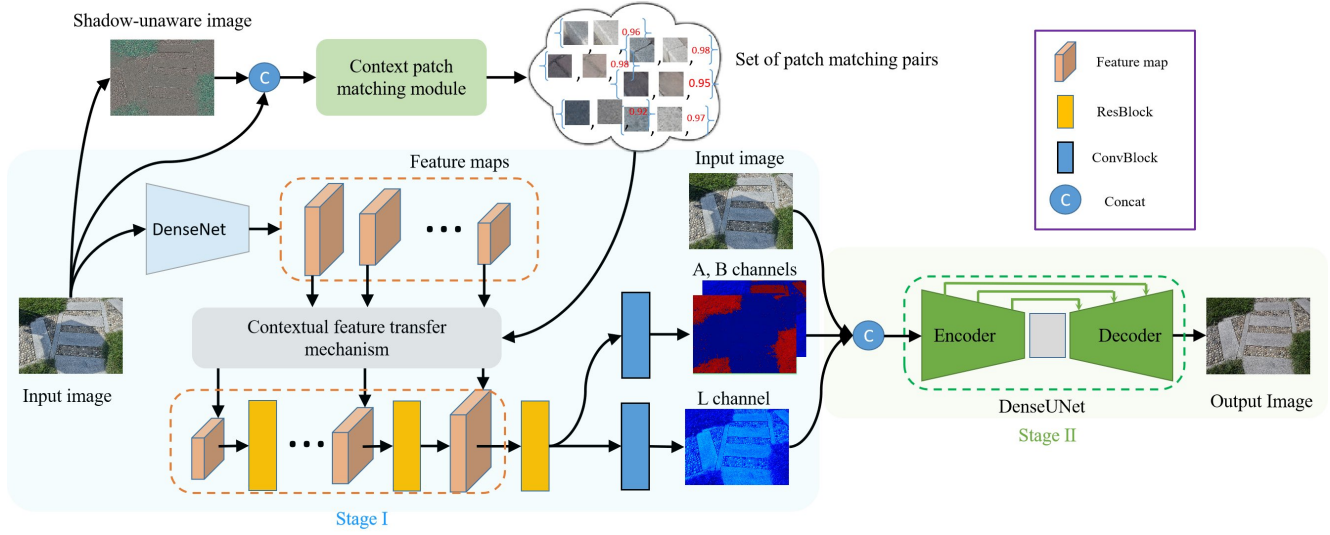 Shadow-unaware image
C
Context patch
matching module
{ , , 0.96 }
{ , , 0.98 }
{ , , 0.98 }
{ , , 0.95 }
{ , , 0.92 }
{ , , 0.97 }
Set of patch matching pairs
Feature map
ResBlock
ConvBlock
C
Concat
Feature maps
Input image
DenseNet
A, B channels
Input image
Contextual feature transfer
mechanism
L channel
C
Encoder
Decoder
DenseUNet
Stage II
Output Image
Stage I